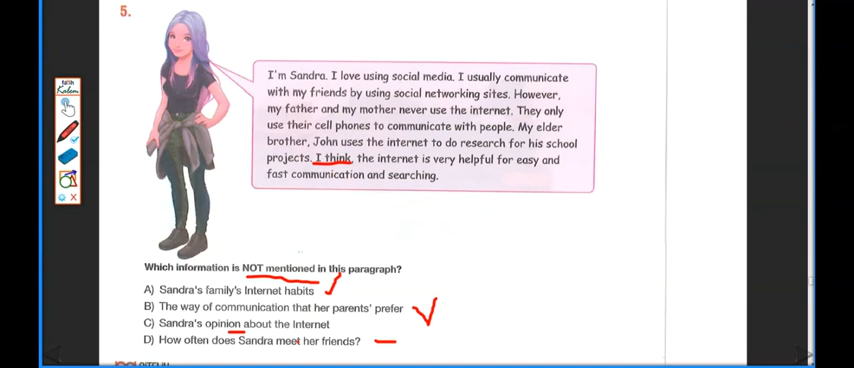 5.
fatih
Kalem
I'm Sandra. I love using social media. I usually communicate
with my friends by using social networking sites. However,
my father and my mother never use the internet. They only
use their cell phones to communicate with people. My elder
brother, John uses the internet to do research for his school
projects. I think, the internet is very helpful for easy and
fast communication and searching.
Which information is NOT mentioned in this paragraph?
A) Sandra's family's Internet habits
B) The way of communication that her parents' prefer
C) Sandra's opinion about the Internet
D) How often does Sandra meet her friends?